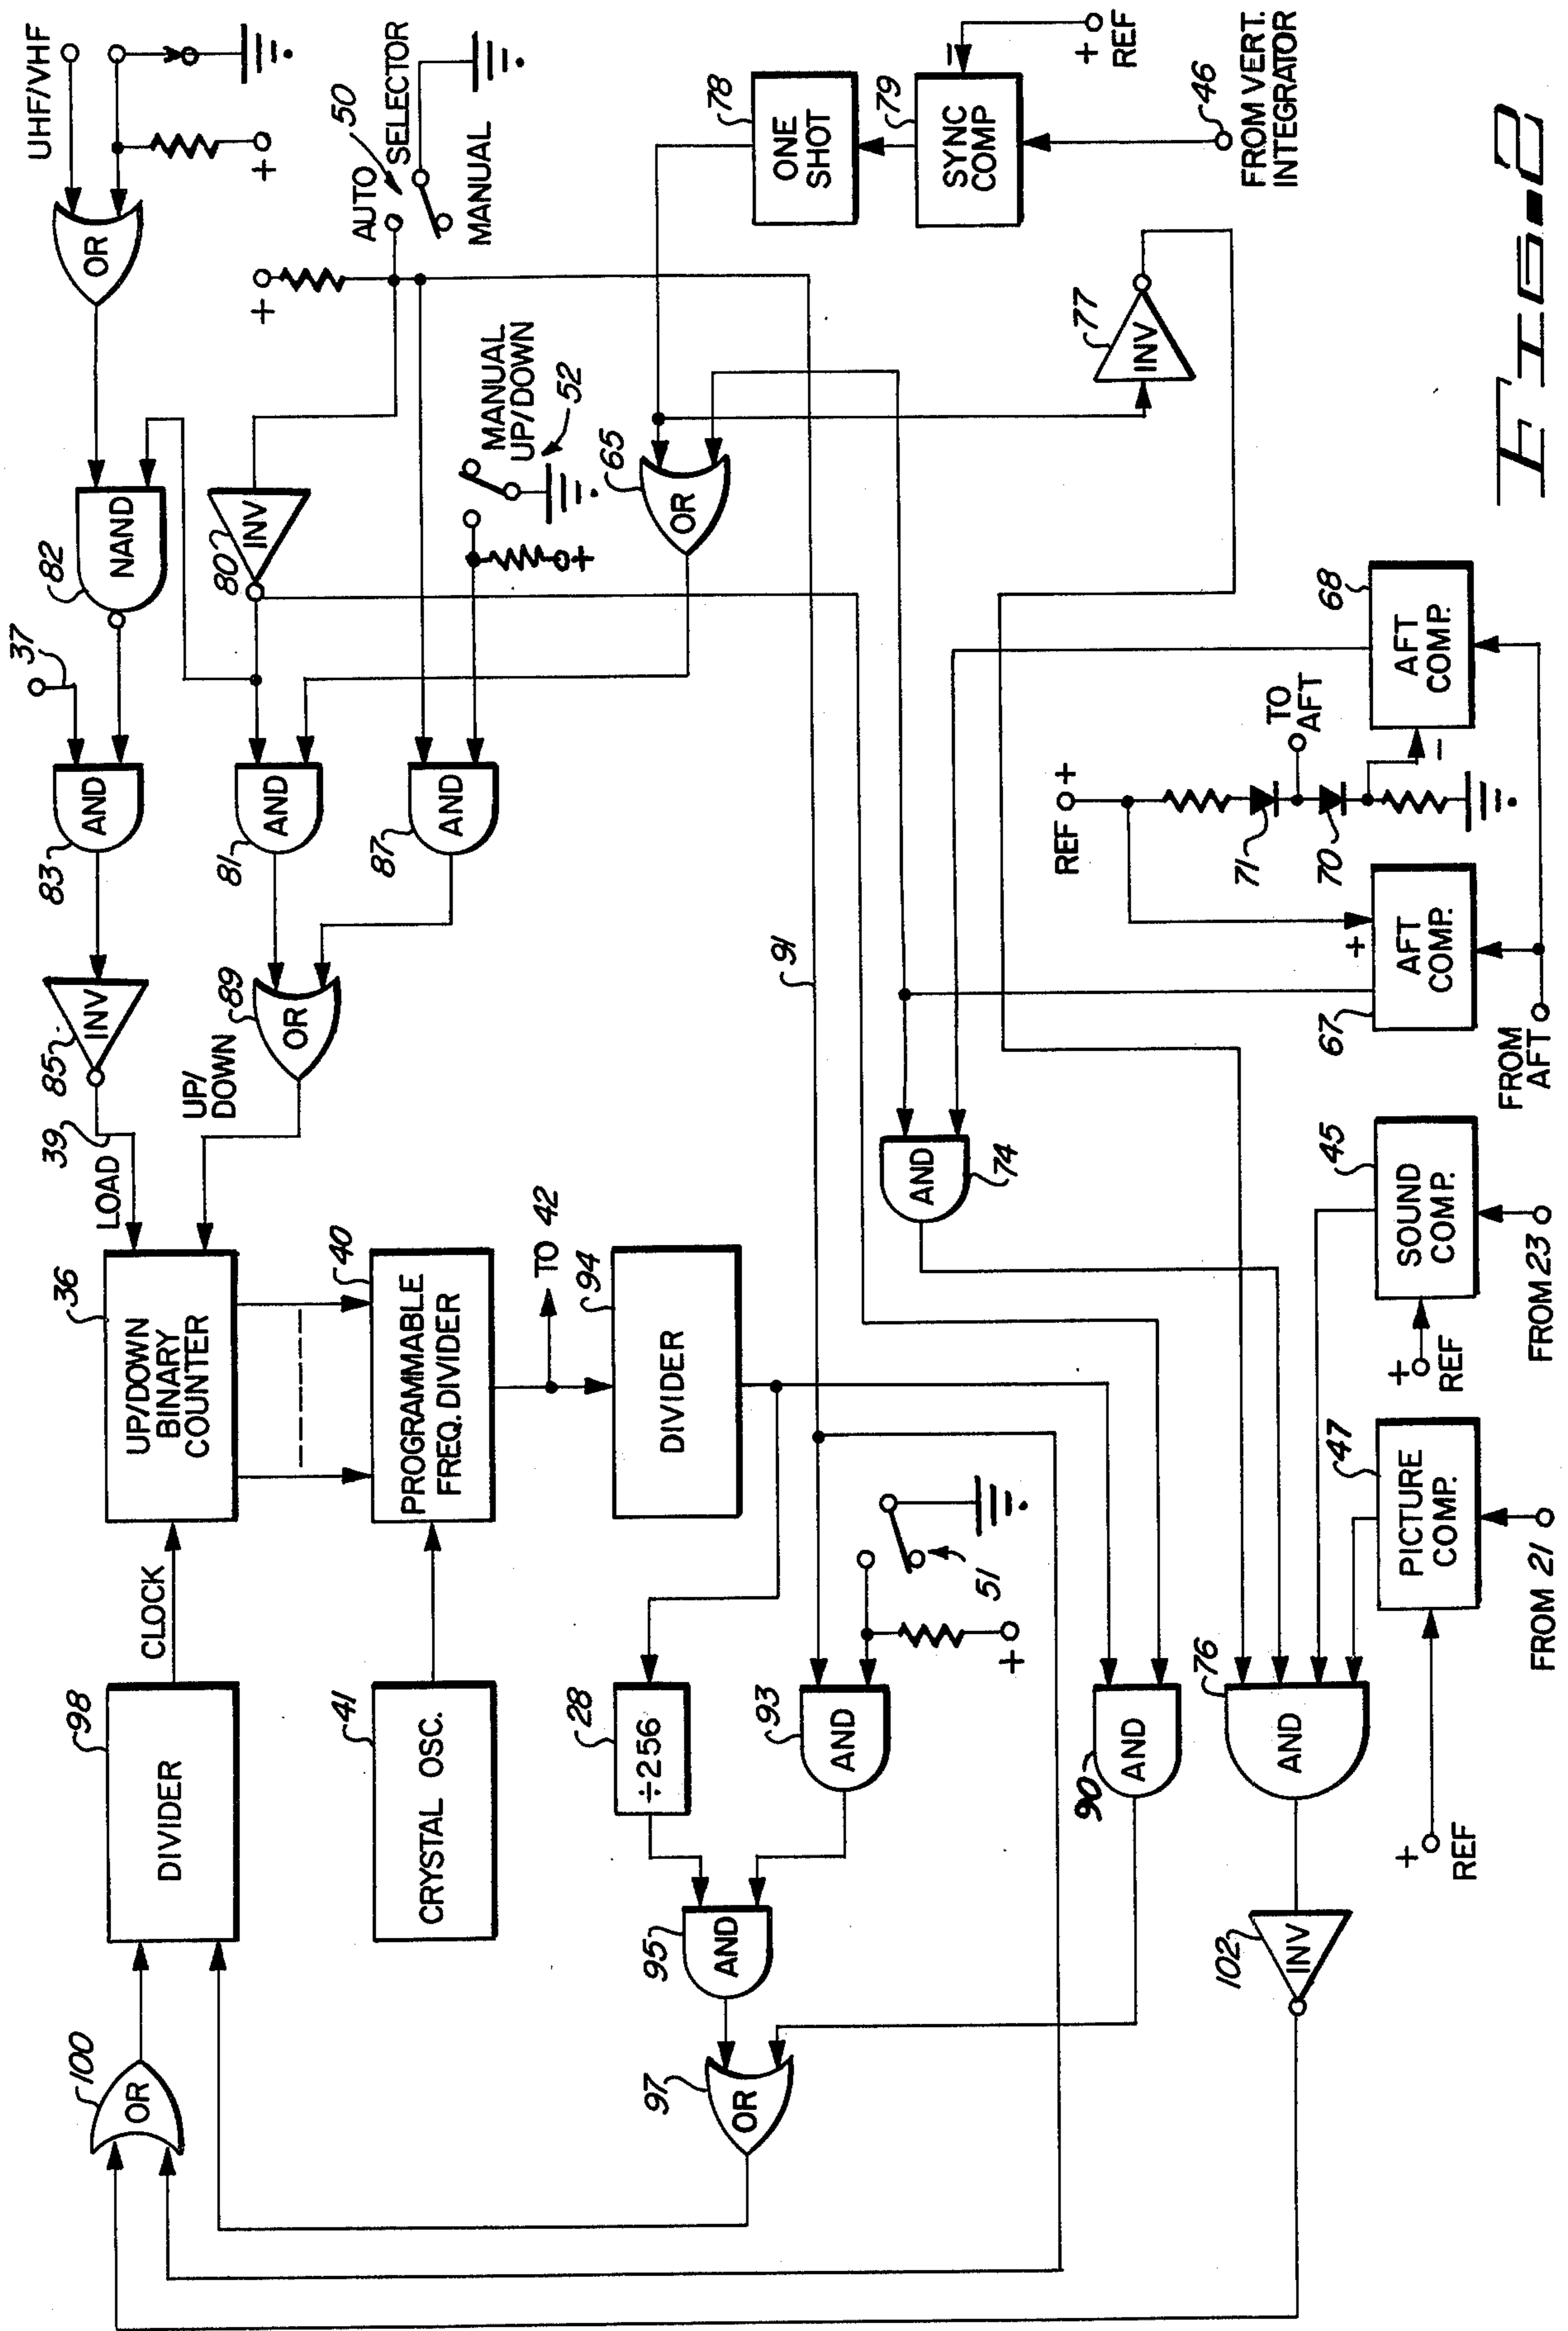 UHF/VHF
OR
+
50
AUTO
SELECTOR
MANUAL
+
37
82
NAND
80
INV
MANUAL
UP/DOWN
52
+
83
AND
81
AND
87
AND
65
OR
78
ONE
SHOT
79
SYNC
COMP
−
+
REF
46
FROM VERT.
INTEGRATOR
77
INV
85
INV
39
LOAD
UP/
DOWN
89
OR
91
36
UP/DOWN
BINARY
COUNTER
40
PROGRAMMABLE
FREQ. DIVIDER
TO 42
94
DIVIDER
AND
74
REF +
71
70
TO
AFT
68
AFT
COMP.
−
67
AFT
COMP.
+
FROM
AFT
45
SOUND
COMP.
+
REF
FROM 23
47
PICTURE
COMP.
FROM 21
+
REF
CLOCK
98
DIVIDER
41
CRYSTAL OSC.
28
÷256
93
AND
51
+
90
AND
76
AND
95
AND
97
OR
100
OR
102
INV
FIG-2